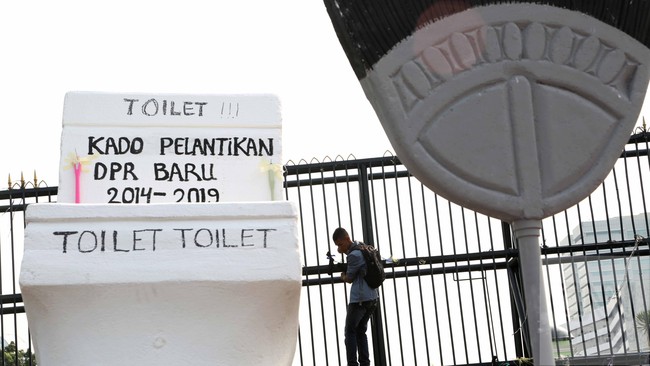 TOILET !!!
KADO PELANTIKAN
DPR BARU
2014-2019
TOILET TOILET